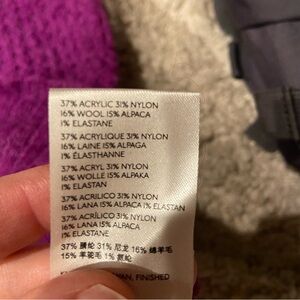 37% ACRYLIC 31% NYLON
16% WOOL 15% ALPACA
1% ELASTANE
37% ACRYLIQUE 31% NYLON
16% LAINE 15% ALPAGA
1% ÉLASTHANNE
37% ACRYL 31% NYLON
16% WOLLE 15% ALPAKA
1% ELASTAN
37% ACRILICO 31% NYLON
16% LANA 15% ALPACA 1% ELASTAN
37% ACRÍLICO 31% NYLON
16% LANA 15% ALPACA
1% ELASTANE
37% 腈纶 31% 尼龙 16% 绵羊毛
15% 羊驼毛 1% 氨纶
FINISHED